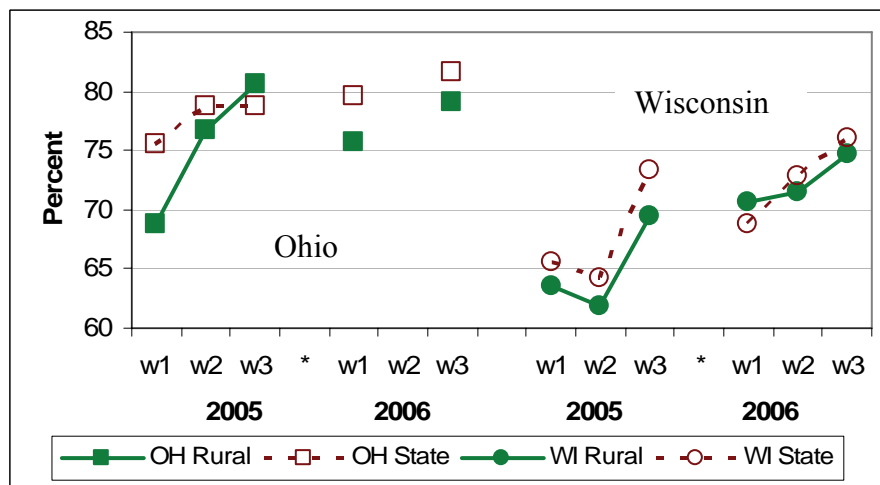 85
80
75
70
65
60
Percent
Ohio
Wisconsin
w1 w2 w3 * w1 w2 w3 w1 w2 w3 * w1 w2 w3
2005 2006 2005 2006
OH Rural OH State WI Rural WI State